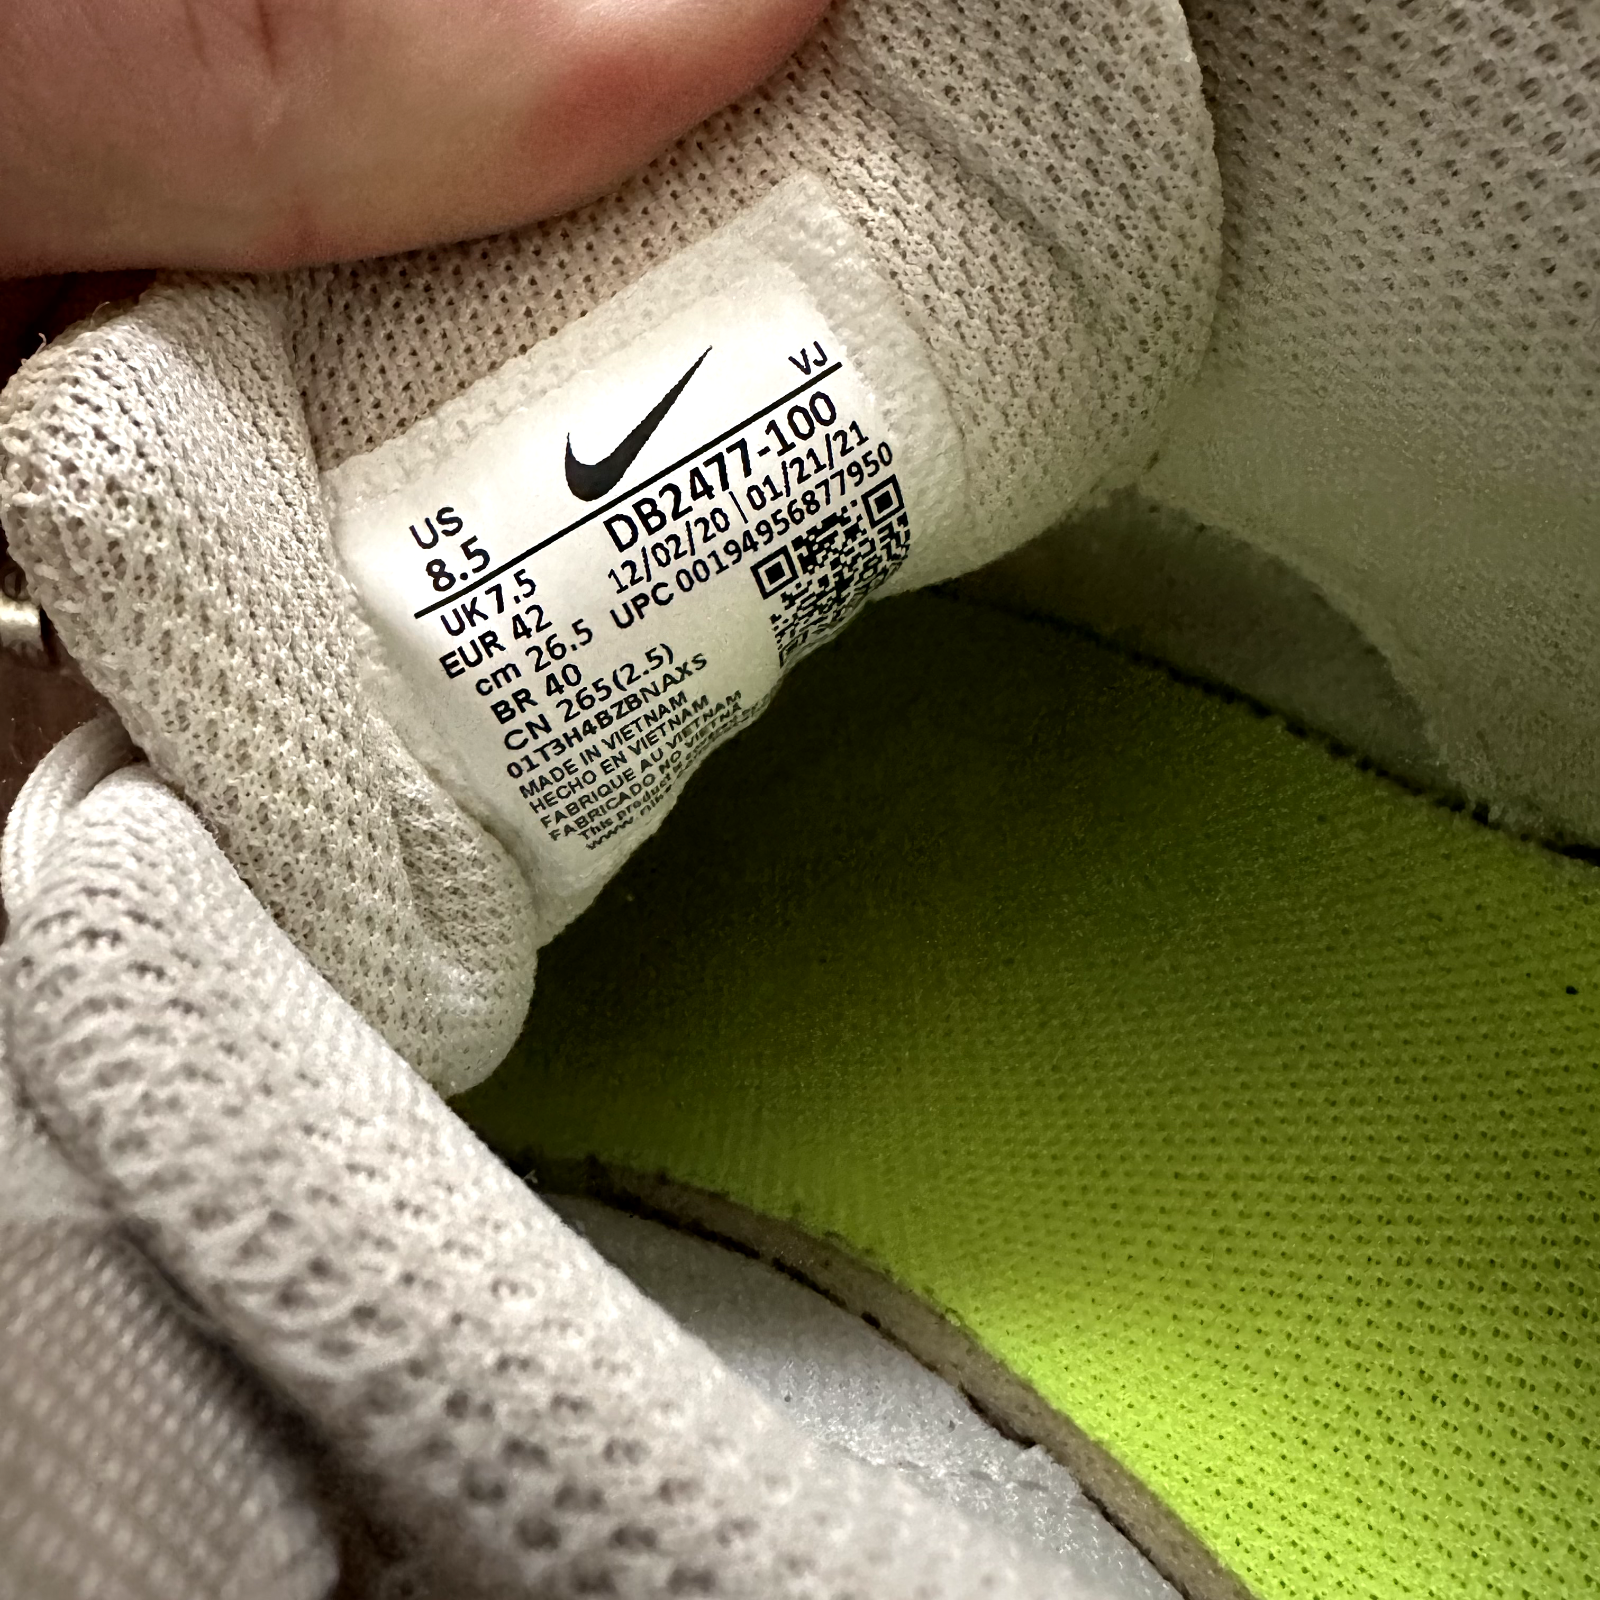 VJ
US
8.5
DB2477-100
12/02/20 | 01/21/21
UPC 00194956877950
UK 7.5
EUR 42
cm 26.5
BR 40
CN 265(2.5)
01T3H4BZBNAXS
MADE IN VIETNAM
HECHO EN VIETNAM
FABRIQUE AU VIETNAM
FABRICADO NO VIETNA
This product